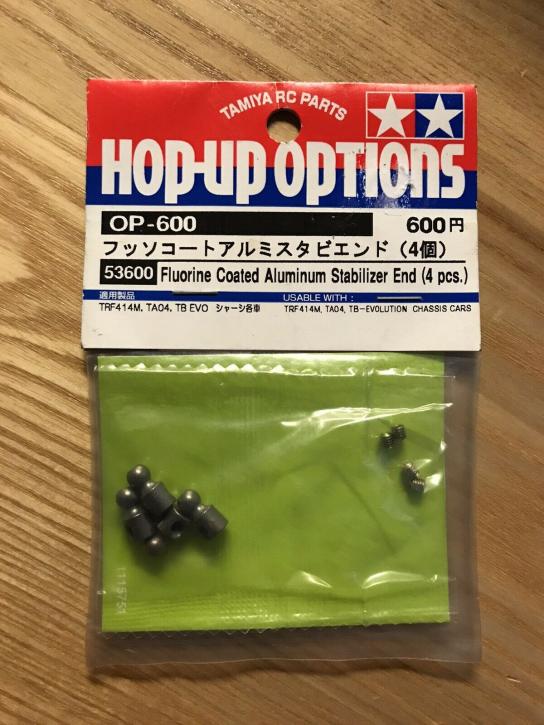 TAMIYA RC PARTS
HOP-UP OPTIONS
OP-600
600円
フッソコートアルミスタビエンド（4個）
53600 Fluorine Coated Aluminum Stabilizer End (4 pcs.)
適用製品
TRF414M, TA04, TB EVO シャーシ各車
USABLE WITH :
TRF414M, TA04, TB-EVOLUTION CHASSIS CARS
1115751